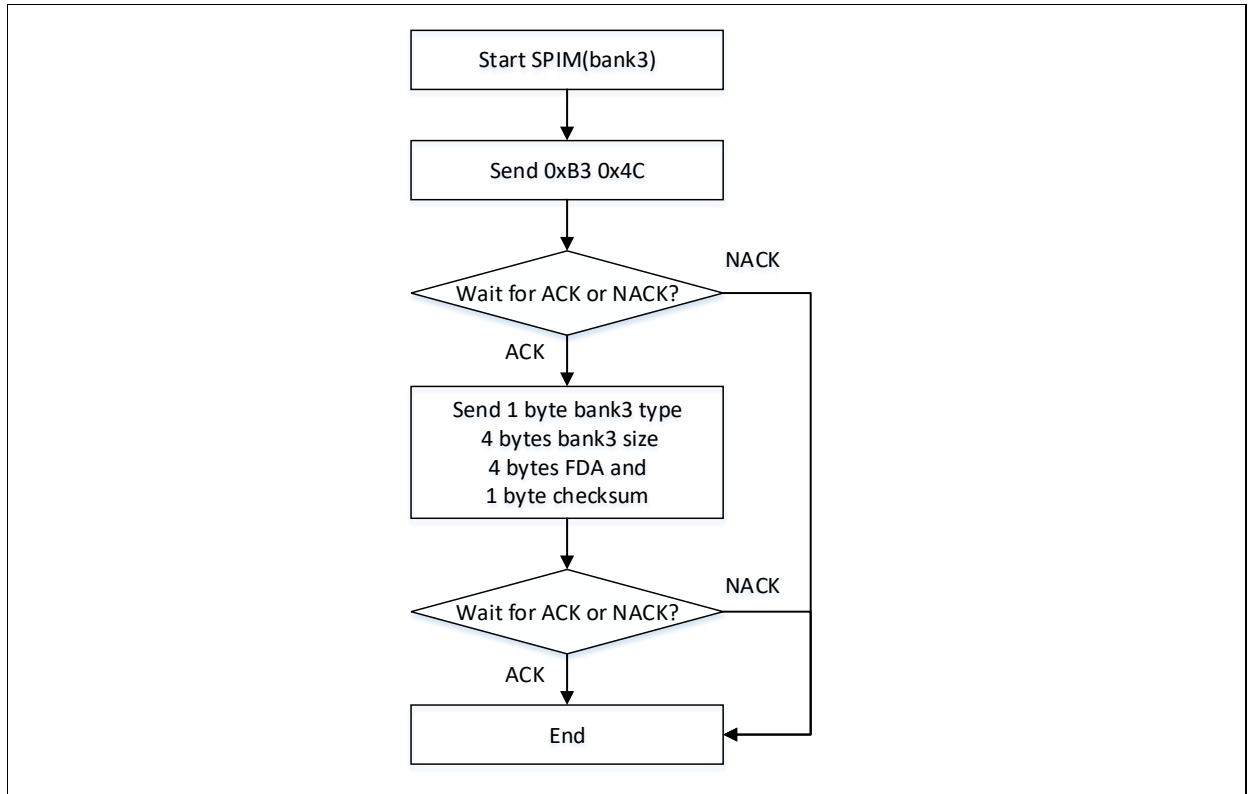 Start SPIM(bank3)
Send 0xB3 0x4C
NACK
Wait for ACK or NACK?
ACK
Send 1 byte bank3 type
4 bytes bank3 size
4 bytes FDA and
1 byte checksum
NACK
Wait for ACK or NACK?
ACK
End